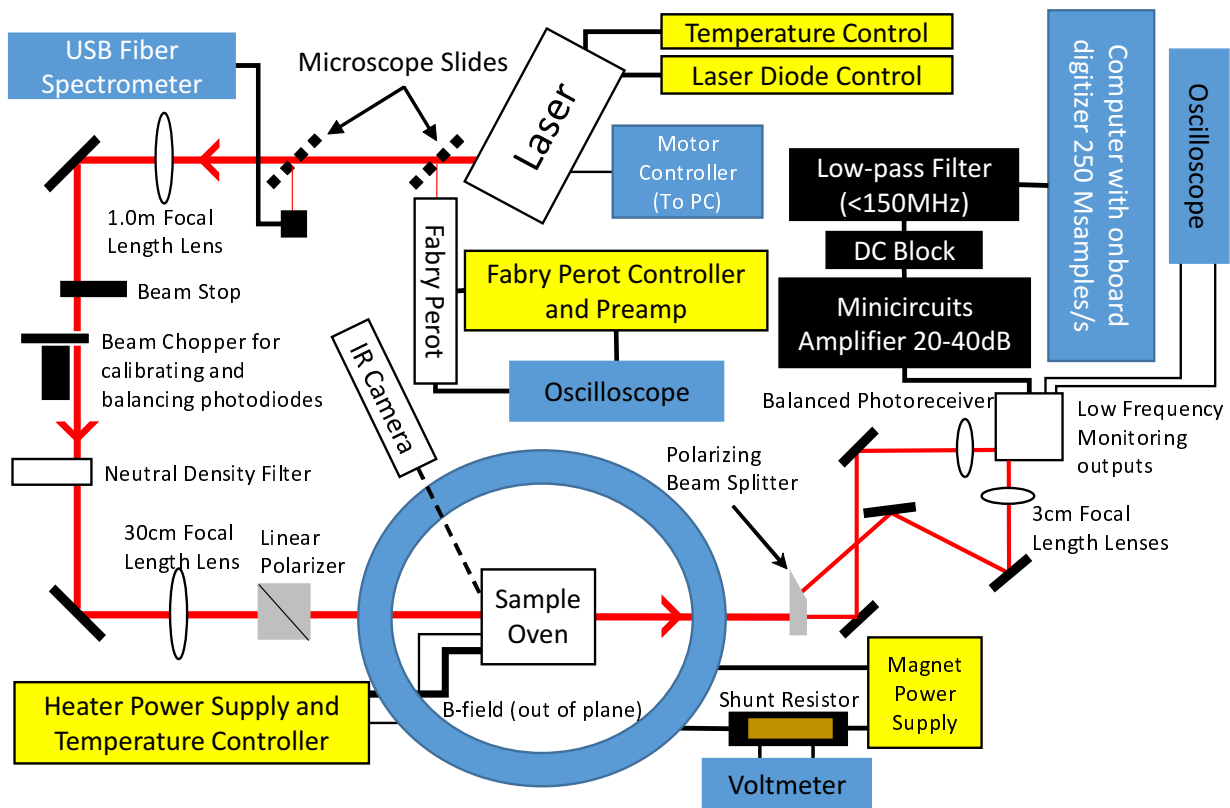 USB Fiber
Spectrometer
Microscope Slides
Laser
Temperature Control
Laser Diode Control
Motor
Controller
(To PC)
Low-pass Filter
(<150MHz)
DC Block
Minicircuits
Amplifier 20-40dB
Computer with onboard
digitizer 250 Msamples/s
Oscilloscope
1.0m Focal
Length Lens
Beam Stop
Beam Chopper for
calibrating and
balancing photodiodes
Neutral Density Filter
Fabry Perot
Fabry Perot Controller
and Preamp
Oscilloscope
IR Camera
Balanced Photoreceiver
Low Frequency
Monitoring
outputs
Polarizing
Beam Splitter
3cm Focal
Length Lenses
30cm Focal
Length Lens
Linear
Polarizer
Sample
Oven
B-field (out of plane)
Heater Power Supply and
Temperature Controller
Shunt Resistor
Magnet
Power
Supply
Voltmeter